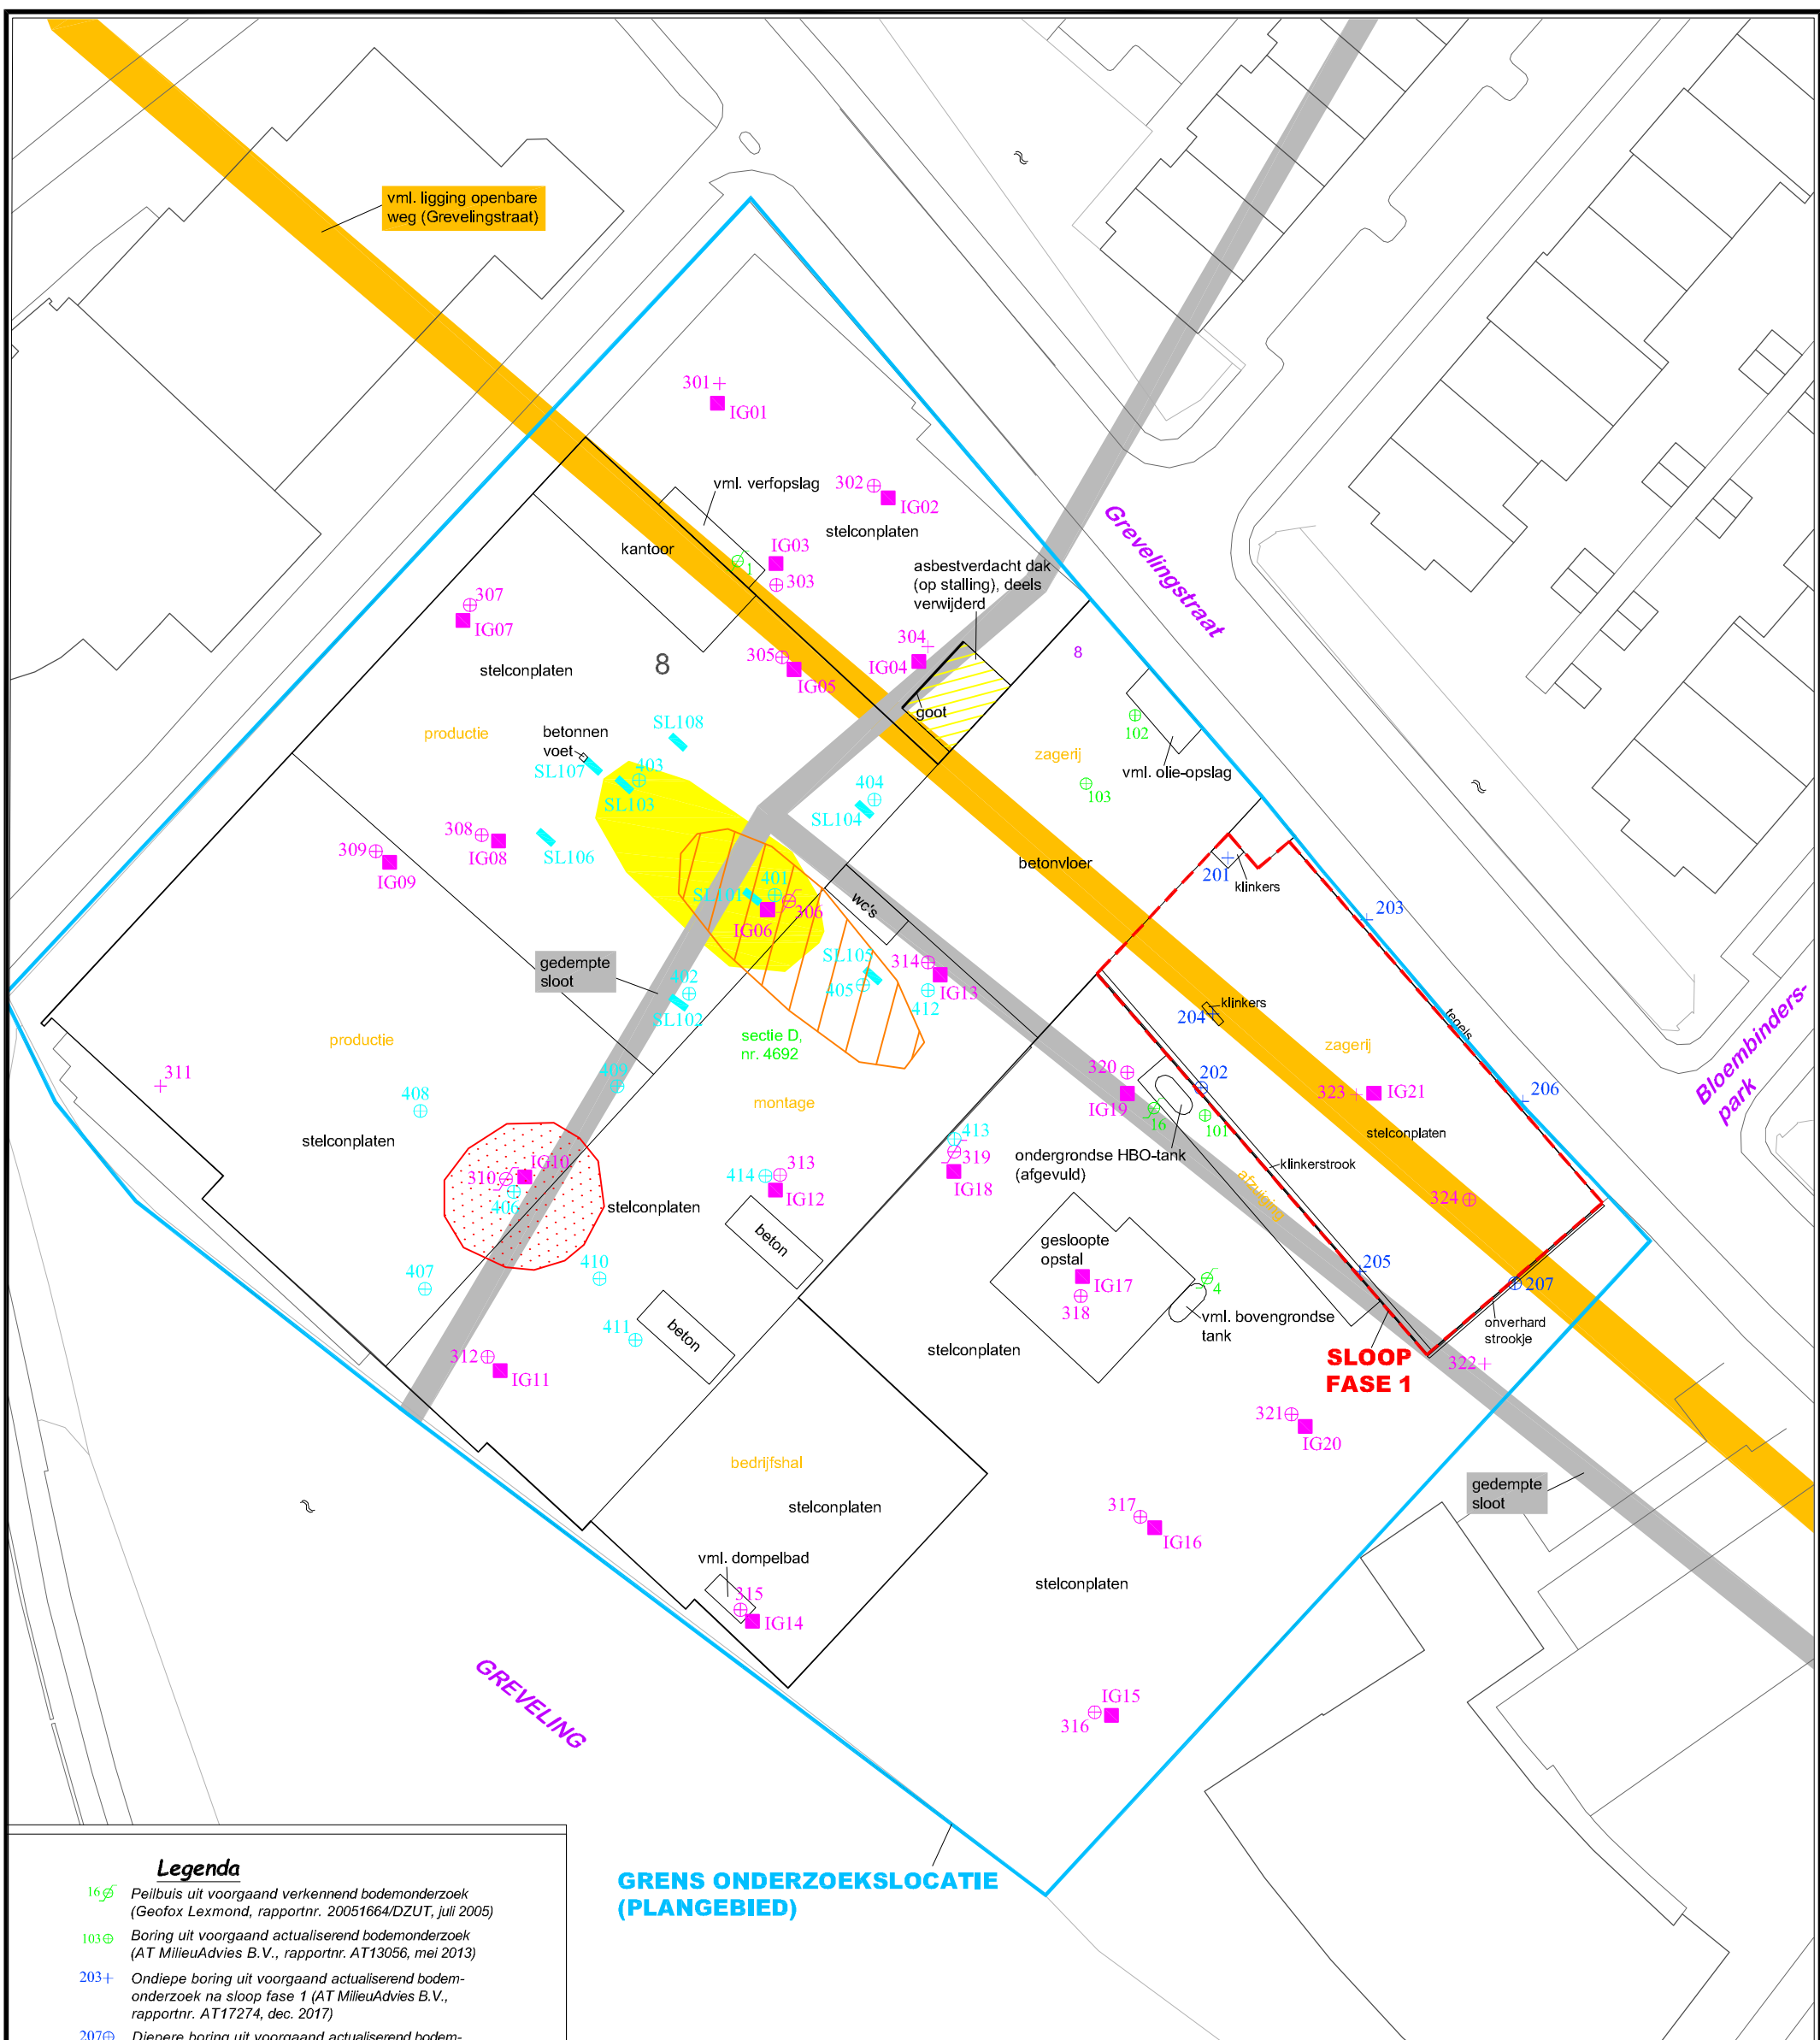 vml. ligging openbare
weg (Grevelingstraat)
301
IG01
302
IG02
vml. verfopslag
stelconplaten
kantoor
IG03
1
303
asbestverdacht dak
(op stalling), deels
verwijderd
Grevelingstraat
307
IG07
304
IG04
305
IG05
8
8
stelconplaten
goot
102
vml. olie-opslag
productie
betonnen
voet
SL108
SL107
403
SL103
404
SL104
zagerij
103
308
IG08
SL106
309
IG09
betonvloer
201
klinkers
203
SL101
401
306
IG06
wc's
gedempte
sloot
402
SL102
SL105
405
314
IG13
412
klinkers
204
tegels
Bloembinders-
park
sectie D,
nr. 4692
productie
zagerij
311
408
409
montage
320
IG19
16
202
101
323
IG21
206
stelconplaten
stelconplaten
413
319
IG18
ondergrondse HBO-tank
(afgevuld)
klinkerstrook
afzuiging
324
310
IG10
406
414
313
IG12
stelconplaten
beton
gesloopte
opstal
IG17
318
4
205
207
407
410
vml. bovengrondse
tank
onverhard
strookje
411
beton
stelconplaten
SLOOP
FASE 1
322
312
IG11
321
IG20
bedrijfshal
stelconplaten
gedempte
sloot
317
IG16
vml. dompelbad
315
IG14
stelconplaten
GREVELING
IG15
316
GRENS ONDERZOEKSLOCATIE
(PLANGEBIED)
Legenda
16 Peilbuis uit voorgaand verkennend bodemonderzoek
(Geofox Lexmond, rapportnr. 20051664/DZUT, juli 2005)
103 Boring uit voorgaand actualiserend bodemonderzoek
(AT MilieuAdvies B.V., rapportnr. AT13056, mei 2013)
203 Ondiepe boring uit voorgaand actualiserend bodem-
onderzoek na sloop fase 1 (AT MilieuAdvies B.V.,
rapportnr. AT17274, dec. 2017)
207 Diepere boring uit voorgaand actualiserend bodem-